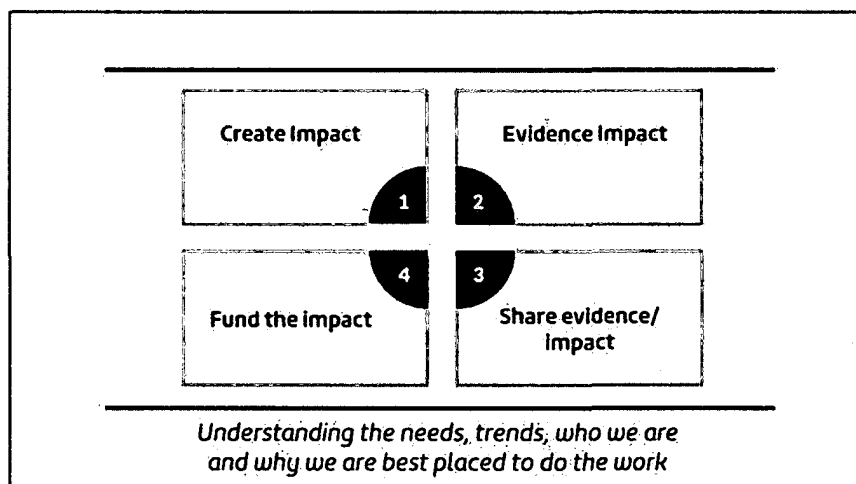 Create Impact
1
Evidence Impact
2
Fund the impact
4
Share evidence/
impact
3
Understanding the needs, trends, who we are
and why we are best placed to do the work